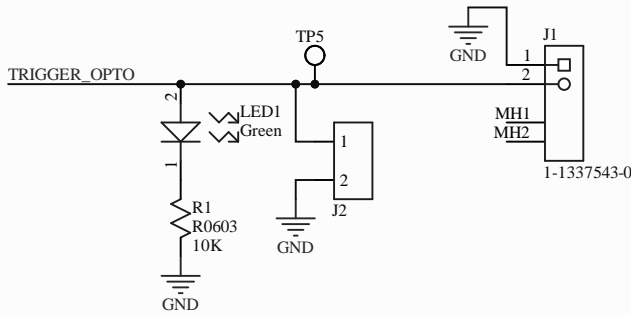 TP5
J1
GND
1
TRIGGER_OPTO
2
2
LED1
Green
MH1
MH2
1
1
2
1-1337543-0
R1
R0603
10K
J2
GND
GND